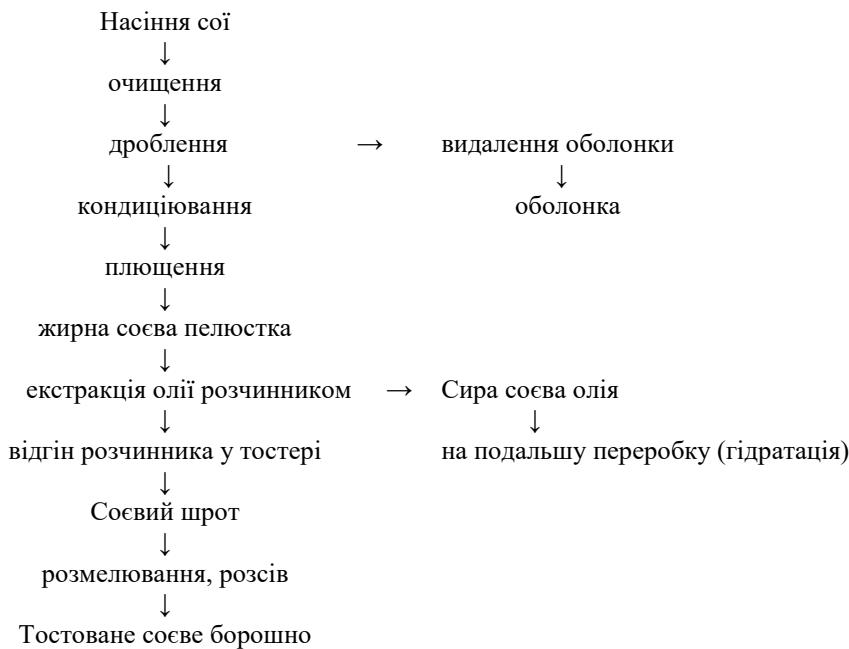 Насіння сої
↓
очищення
↓
дроблення → видалення оболонки
↓ ↓
кондиціювання оболонка
↓
плющення
↓
жирна соєва пелюстка
↓
екстракція олії розчинником → Сира соєва олія
↓ ↓
відгін розчинника у тостері на подальшу переробку (гідратація)
↓
Соєвий шрот
↓
розмелювання, розсів
↓
Тостоване соєве борошно